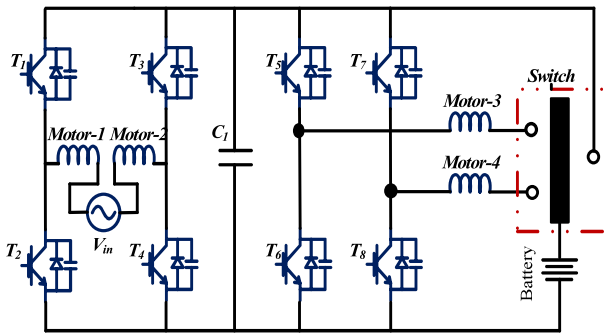 T1
T3
T5
T7
Switch
Motor-3
Motor-1 Motor-2
C1
Motor-4
Vin
T2
T4
T6
T8
Battery